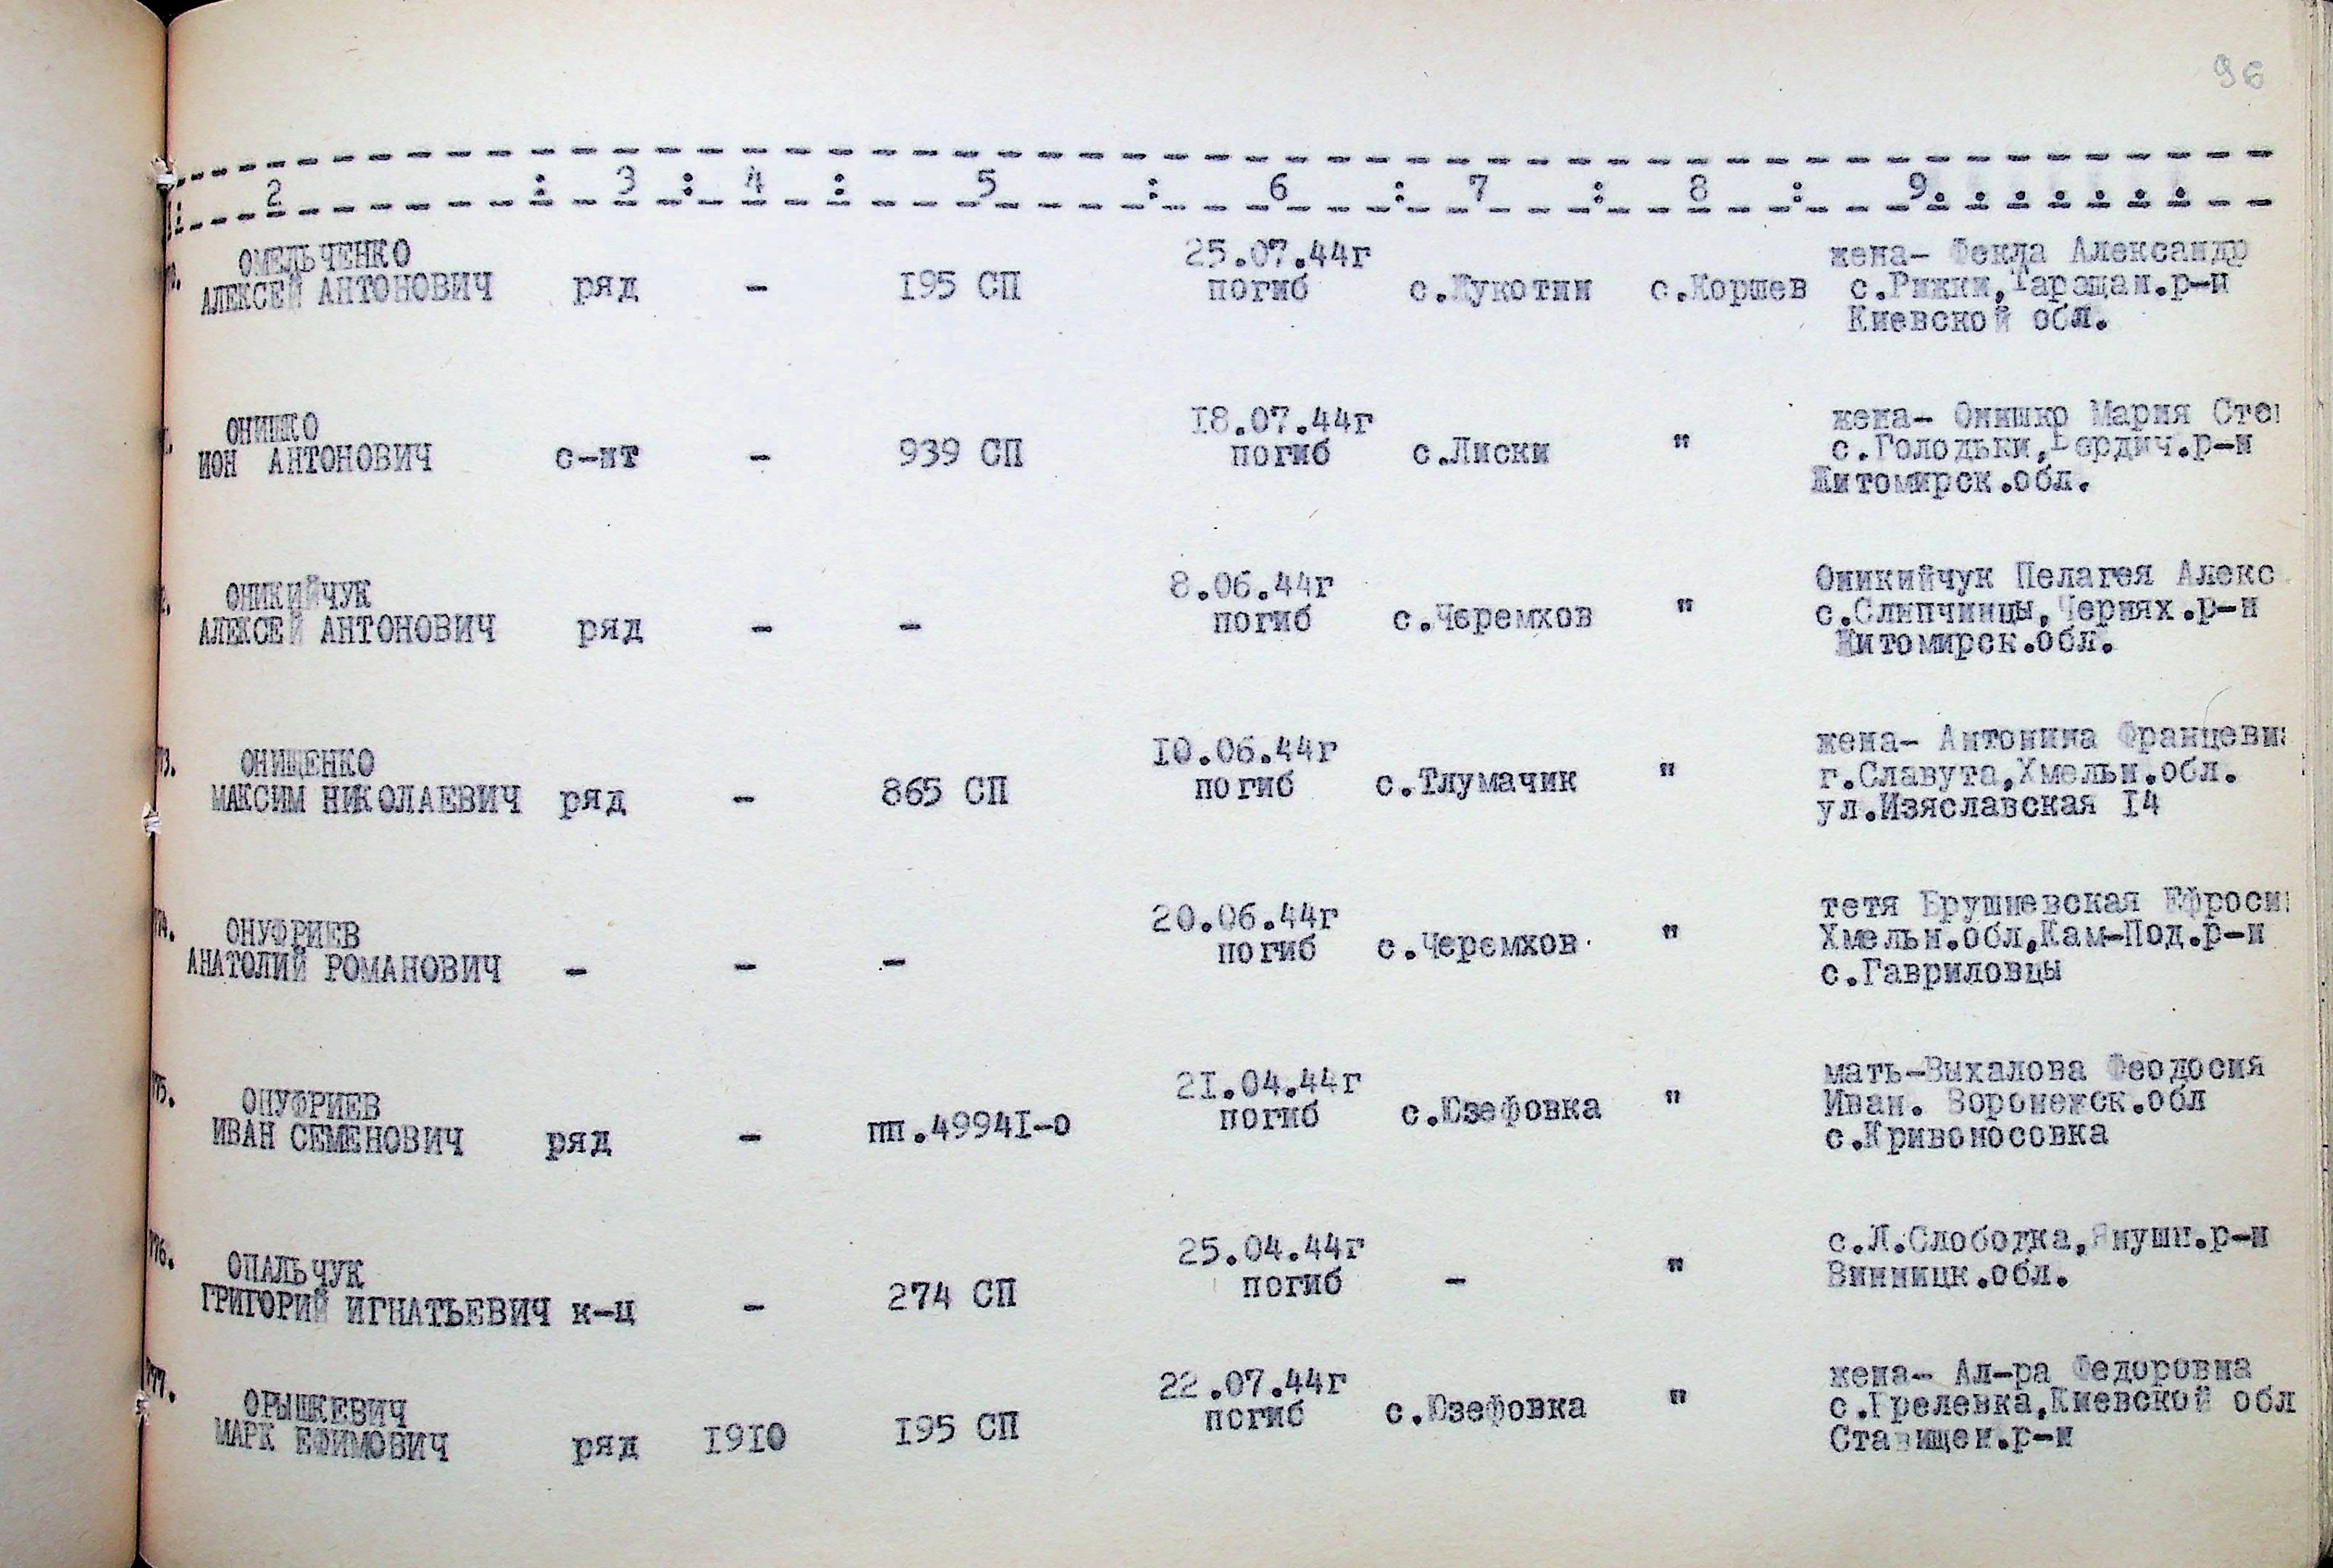 96
2 : 3 : 4 : 5 : 6 : 7 : 8 : 9
ОМЕЛЬЧЕНКО
АЛЕКСЕЙ АНТОНОВИЧ ряд - 195 СП 25.07.44г
погиб с.Жукотин с.Коршев жена- Фекла Александр
с.Рижки,Таращан.р-н
Киевской обл.
ОНИШКО
ИОН АНТОНОВИЧ с-нт - 939 СП 18.07.44г
погиб с.Лиски " жена- Онишко Мария Сте
с.Голодьки,Бердич.р-н
Житомирск.обл.
ОНИКИЙЧУК
АЛЕКСЕЙ АНТОНОВИЧ ряд - - 8.06.44г
погиб с.Черемхов " Оникийчук Пелагея Алекс.
с.Слипчинцы,Чернях.р-н
Житомирск.обл.
73. ОНИЩЕНКО
МАКСИМ НИКОЛАЕВИЧ ряд - 865 СП 10.06.44г
погиб с.Тлумачик " жена- Антонина Францевн
г.Славута,Хмельн.обл.
ул.Изяславская 14
774. ОНУФРИЕВ
АНАТОЛИЙ РОМАНОВИЧ - - - 20.06.44г
погиб с.Черемхов "
тетя Брушневская Ефроси
Хмельн.обл,Кам-Под.р-н
с.Гавриловцы
775. ОНУФРИЕВ
ИВАН СЕМЕНОВИЧ ряд - пп.49941-о 21.04.44г
погиб с.Юзефовка " мать-Выхалова Феодосия
Иван. Воронежск.обл
с.Кривоносовка
776. ОПАЛЬЧУК
ГРИГОРИЙ ИГНАТЬЕВИЧ к-ц - 274 СП 25.04.44г
погиб - " с.Л.Слободка,Янушп.р-н
Винницк.обл.
777. ОРЫШКЕВИЧ
МАРК ЕФИМОВИЧ ряд 1910 195 СП 22.07.44г
погиб с.Юзефовка " жена- Ал-ра Федоровна
Киевской обл
Ставищен.р-н